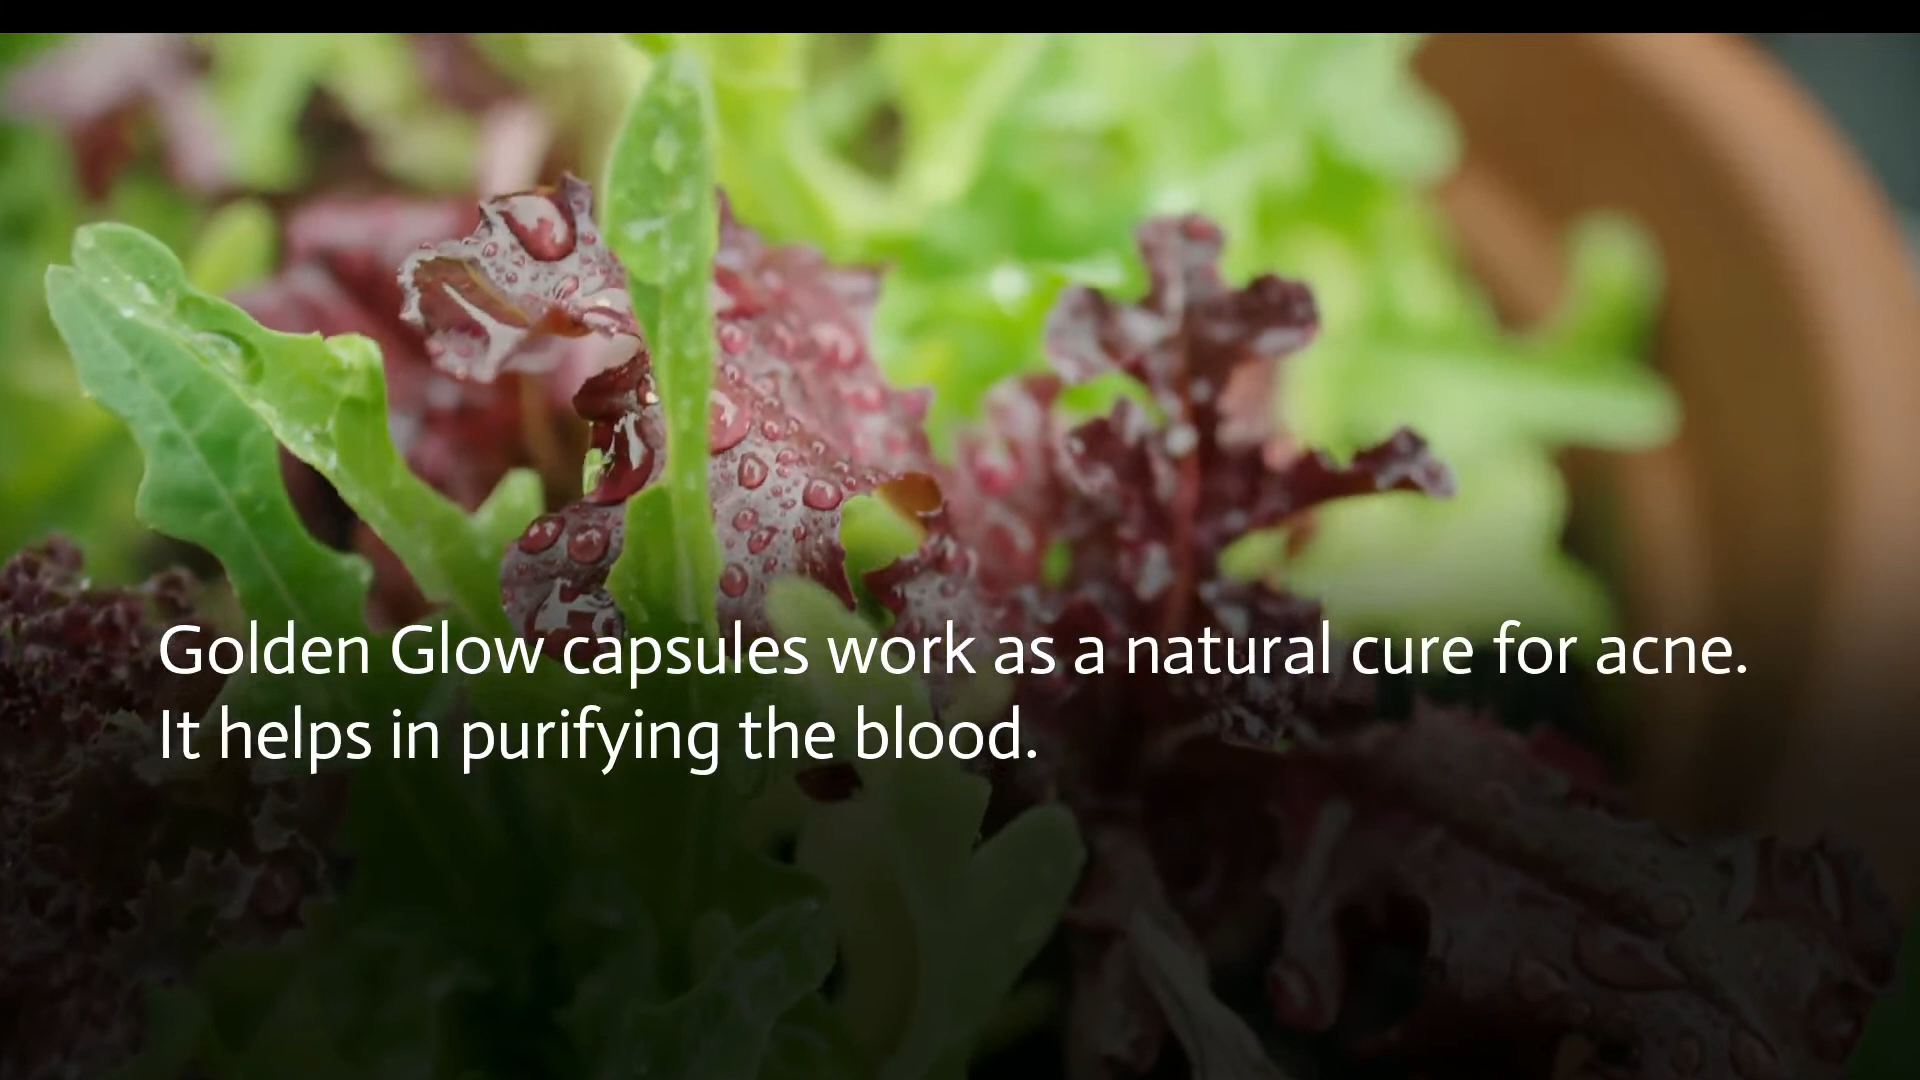 Golden Glow capsules work as a natural cure for acne.
It helps in purifying the blood.